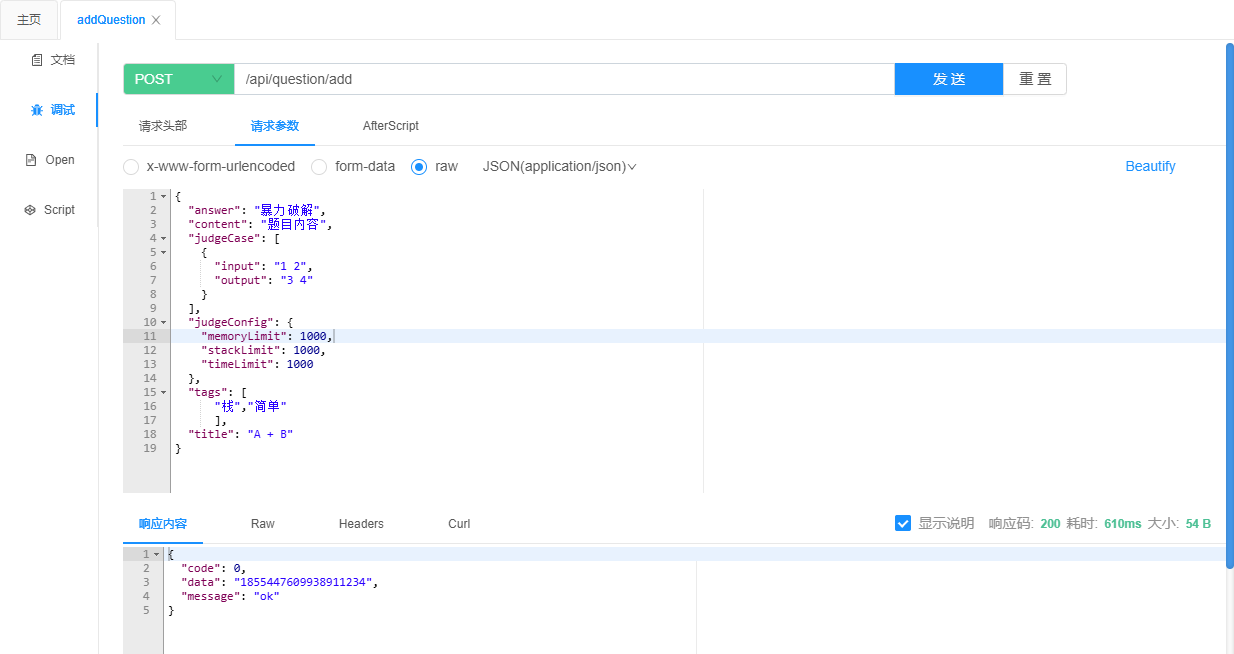 主页 addQuestion
文档
调试
Open
Script
POST /api/question/add 发送 重置
请求头部 请求参数 AfterScript
x-www-form-urlencoded form-data raw JSON(application/json) Beautify
1 {
2 "answer": "暴力破解",
3 "content": "题目内容",
4 "judgeCase": [
5 {
6 "input": "1 2",
7 "output": "3 4"
8 }
9 ],
10 "judgeConfig": {
11 "memoryLimit": 1000,
12 "stackLimit": 1000,
13 "timeLimit": 1000
14 },
15 "tags": [
16 "栈","简单"
17 ],
18 "title": "A + B"
19 }
响应内容 Raw Headers Curl 显示说明 响应码: 200 耗时: 610ms 大小: 54 B
1 {
2 "code": 0,
3 "data": "1855447609938911234",
4 "message": "ok"
5 }